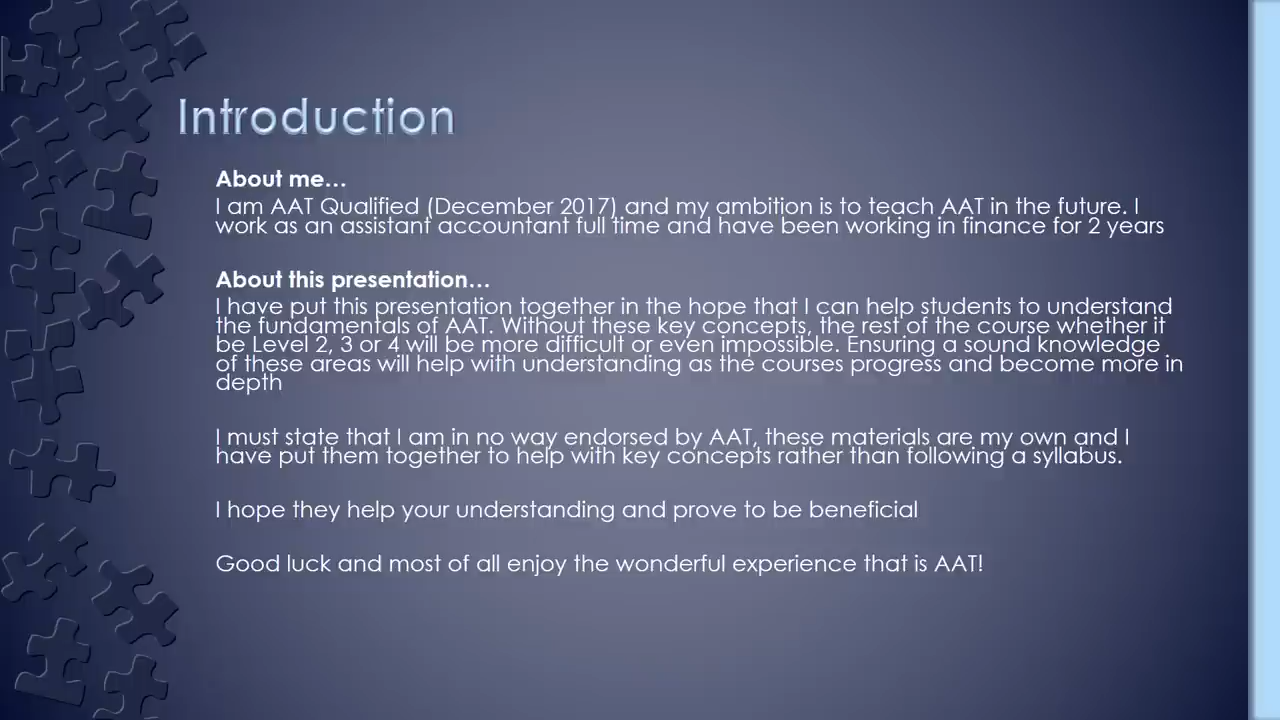 Introduction
About me…
I am AAT Qualified (December 2017) and my ambition is to teach AAT in the future. I
work as an assistant accountant full time and have been working in finance for 2 years
About this presentation…
I have put this presentation together in the hope that I can help students to understand
the fundamentals of AAT. Without these key concepts, the rest of the course whether it
be Level 2, 3 or 4 will be more difficult or even impossible. Ensuring a sound knowledge
of these areas will help with understanding as the courses progress and become more in
depth
I must state that I am in no way endorsed by AAT, these materials are my own and I
have put them together to help with key concepts rather than following a syllabus.
I hope they help your understanding and prove to be beneficial
Good luck and most of all enjoy the wonderful experience that is AAT!